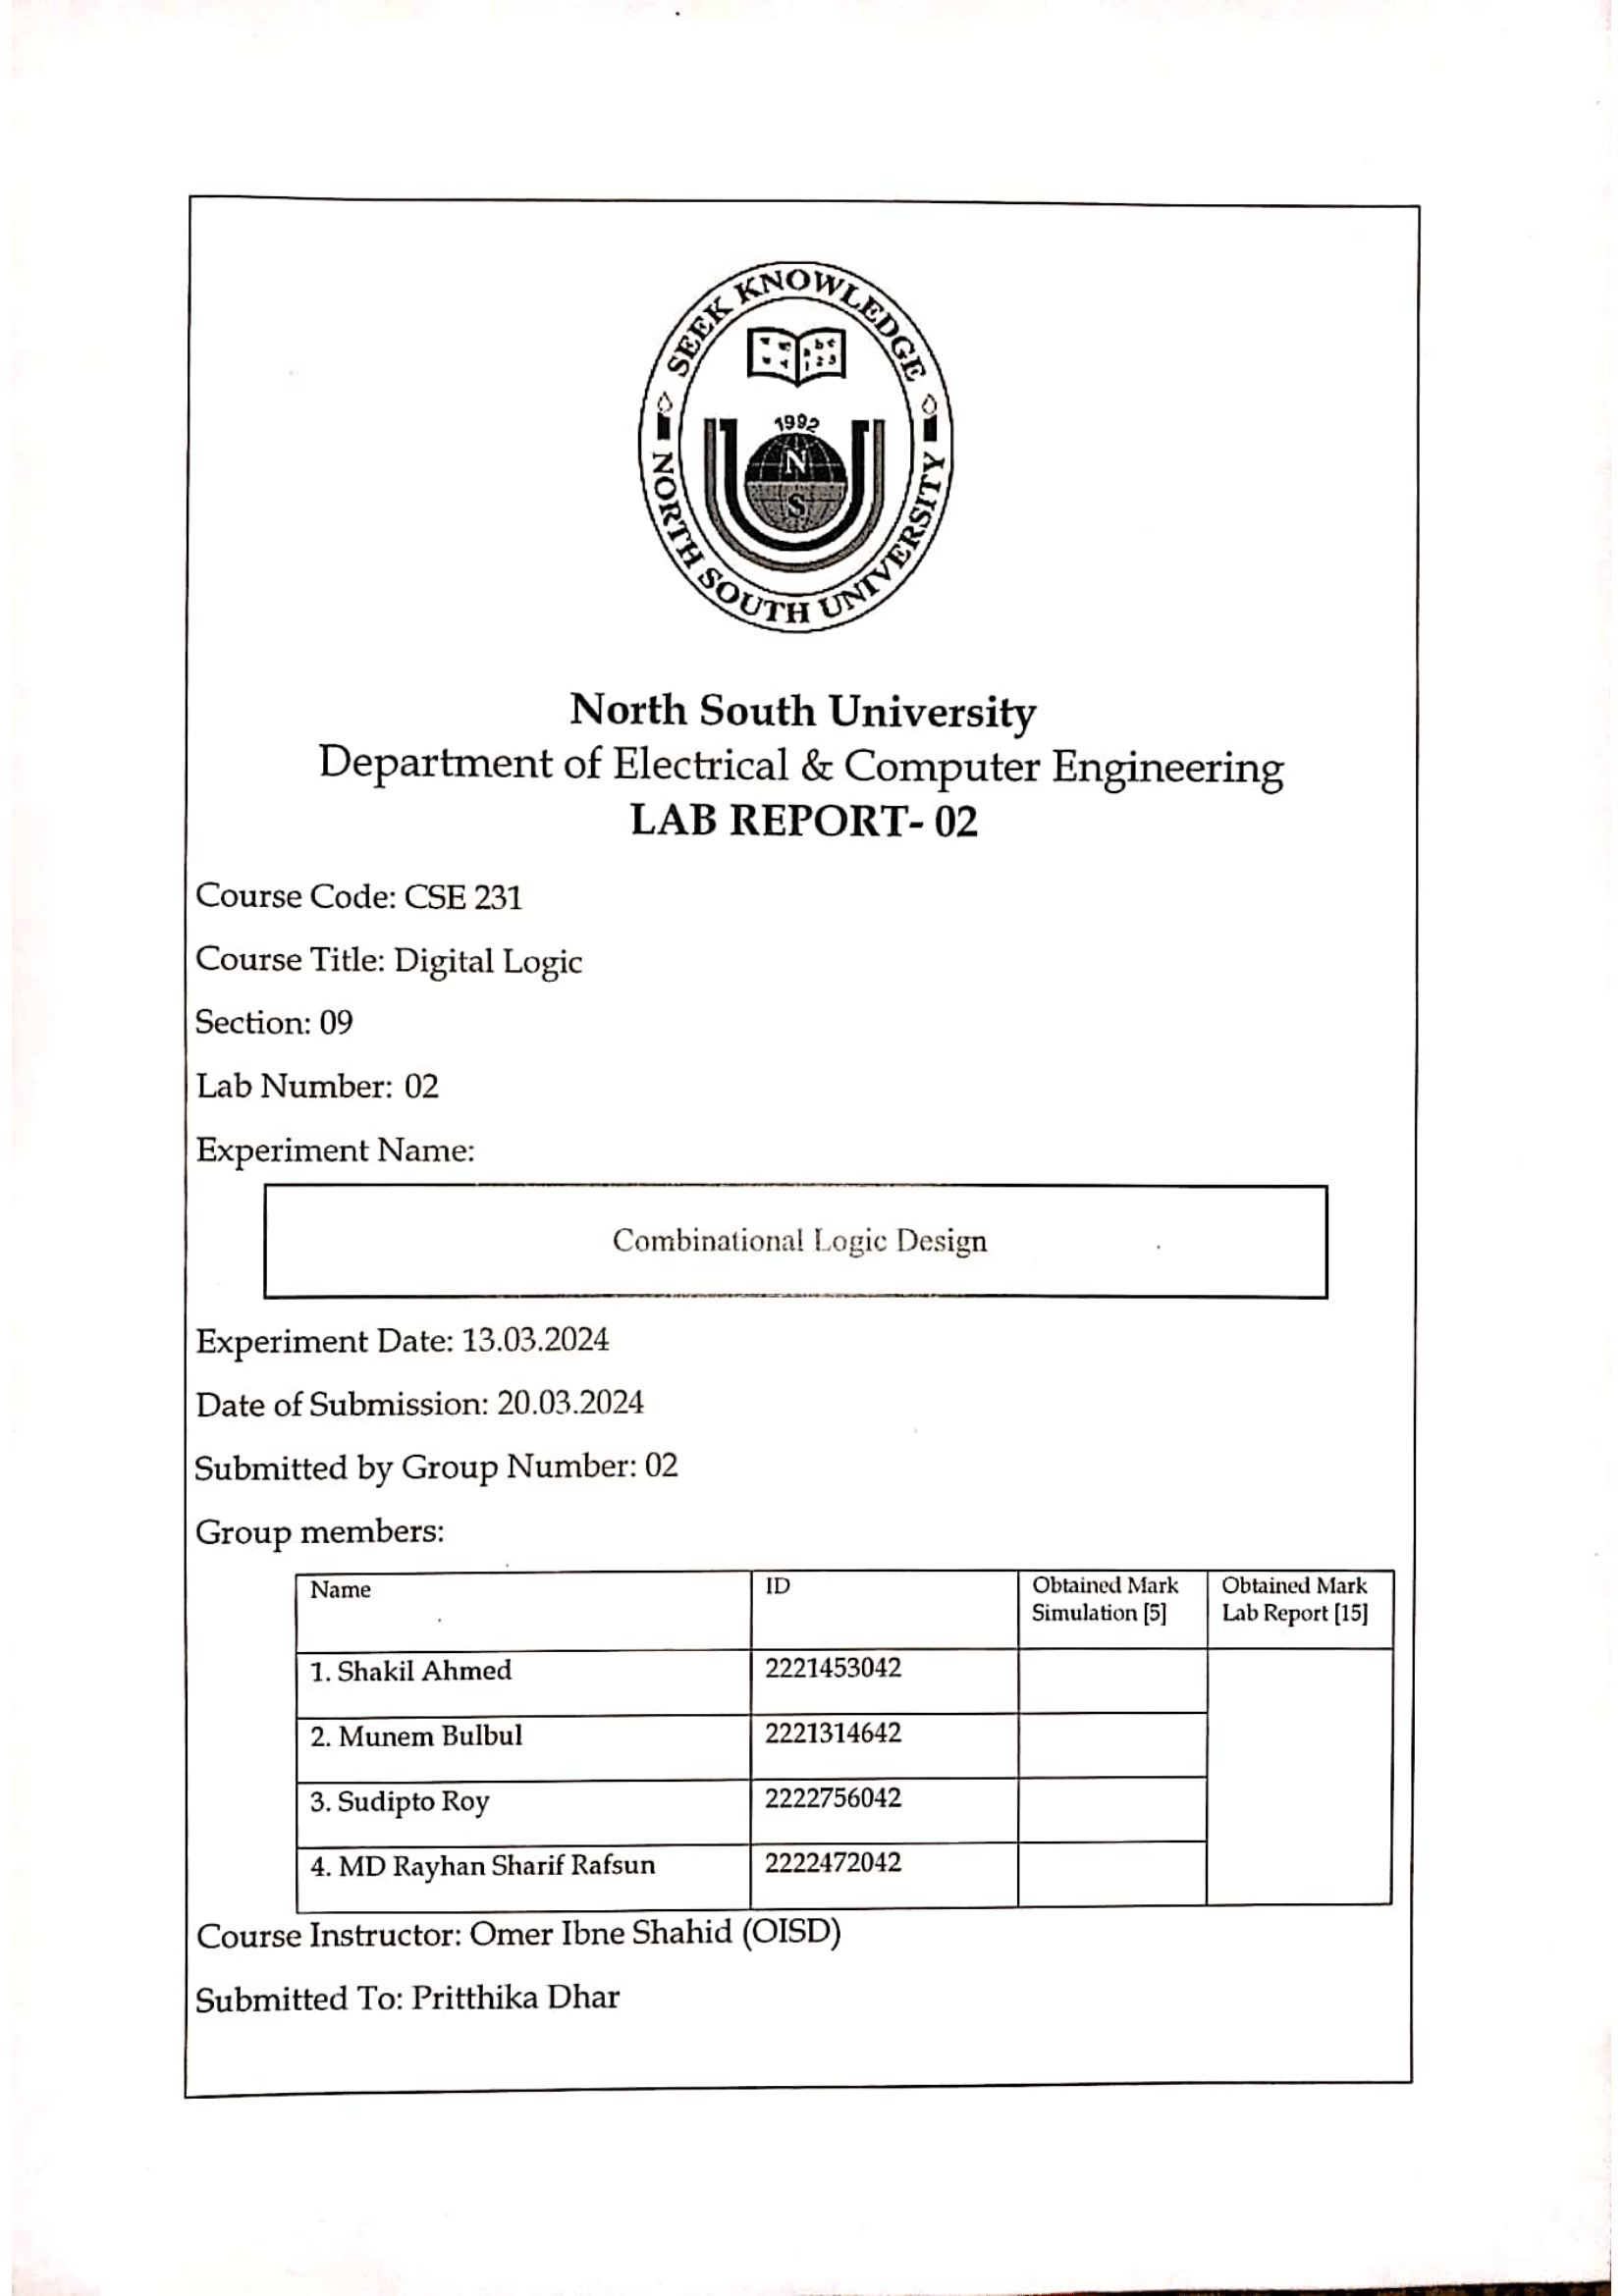 SEEK KNOWLEDGE
1992
N
S
NORTH SOUTH UNIVERSITY
North South University
Department of Electrical & Computer Engineering
LAB REPORT- 02
Course Code: CSE 231
Course Title: Digital Logic
Section: 09
Lab Number: 02
Experiment Name:
Combinational Logic Design
Experiment Date: 13.03.2024
Date of Submission: 20.03.2024
Submitted by Group Number: 02
Group members:
Name ID Obtained Mark Simulation [5] Obtained Mark Lab Report [15]
1. Shakil Ahmed 2221453042
2. Munem Bulbul 2221314642
3. Sudipto Roy 2222756042
4. MD Rayhan Sharif Rafsun 2222472042
Course Instructor: Omer Ibne Shahid (OISD)
Submitted To: Pritthika Dhar